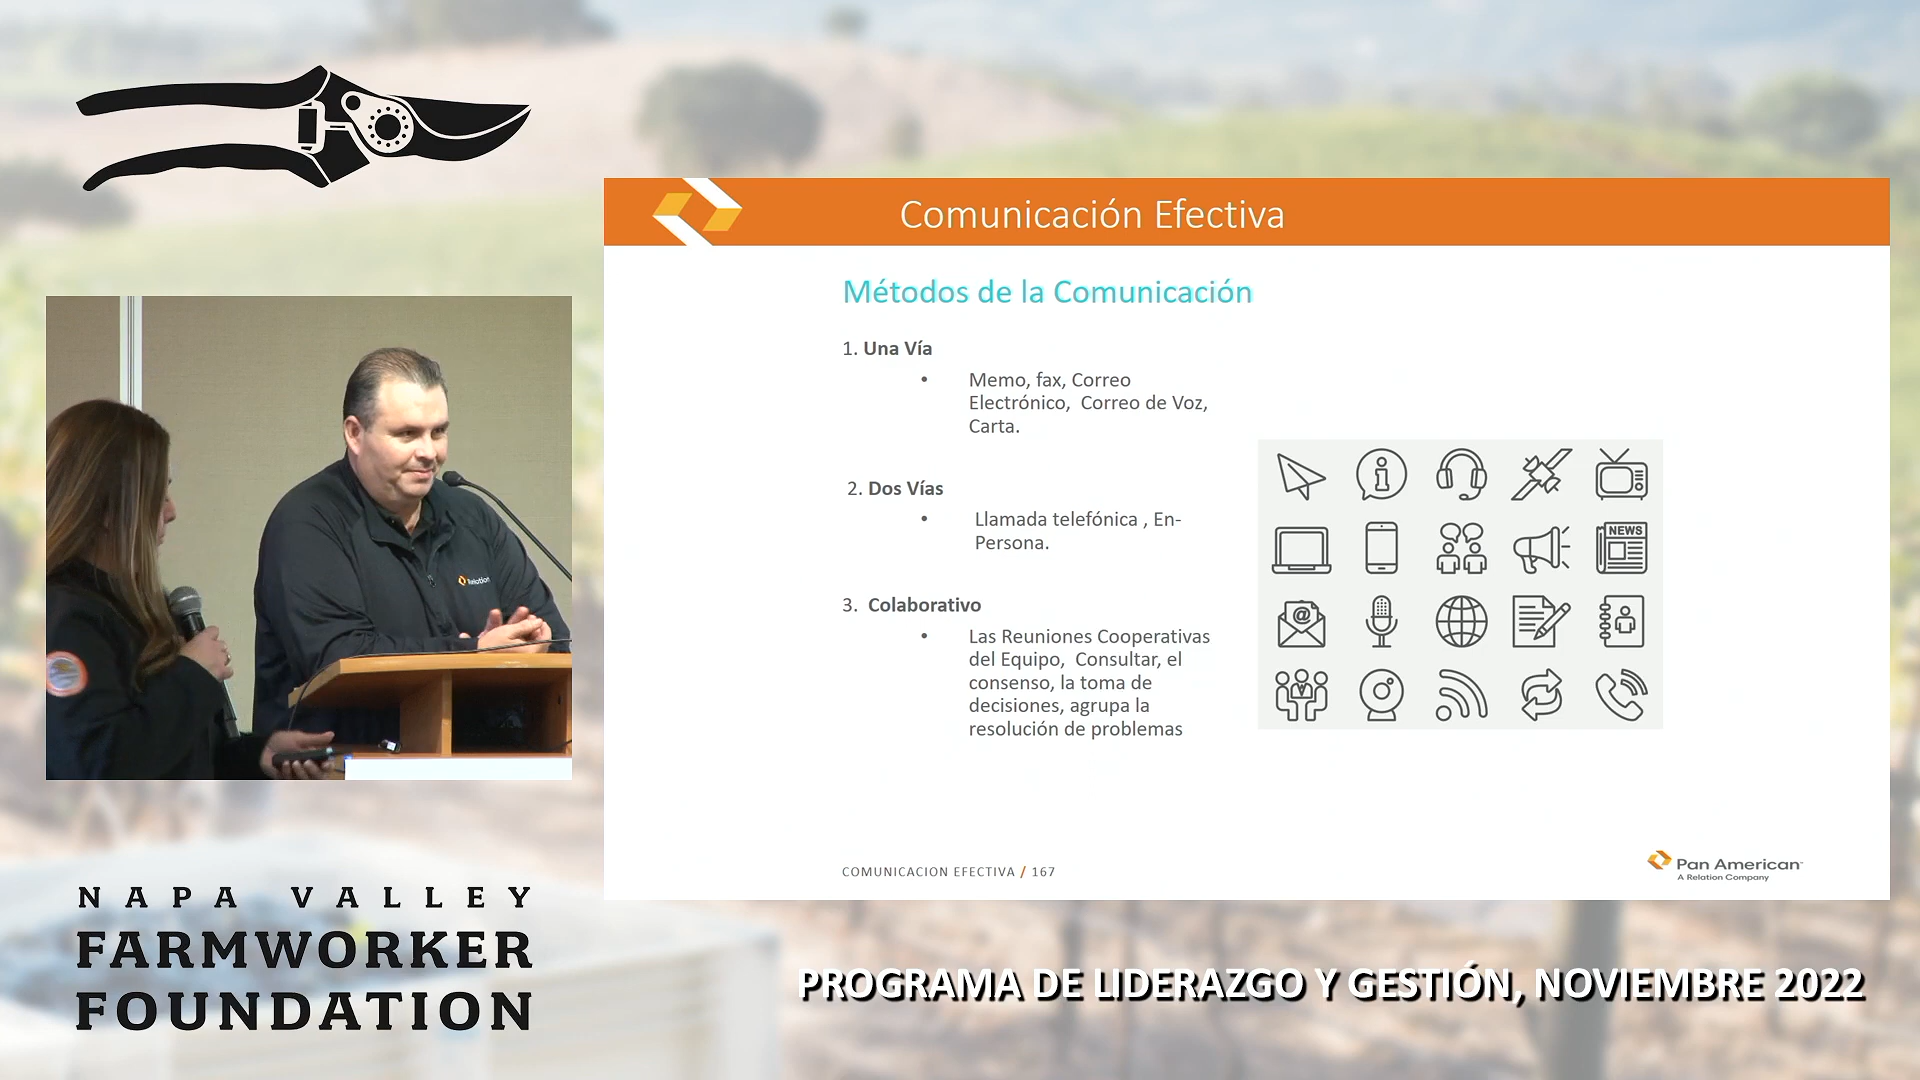 Comunicación Efectiva
Métodos de la Comunicación
1. Una Vía
• Memo, fax, Correo
Electrónico, Correo de Voz,
Carta.
2. Dos Vías
• Llamada telefónica , En-
Persona.
3. Colaborativo
• Las Reuniones Cooperativas
del Equipo, Consultar, el
consenso, la toma de
decisiones, agrupa la
resolución de problemas
NEWS
@
COMUNICACION EFECTIVA / 167
Pan American
A Relation Company
Relation
NAPA VALLEY
FARMWORKER
FOUNDATION
PROGRAMA DE LIDERAZGO Y GESTIÓN, NOVIEMBRE 2022